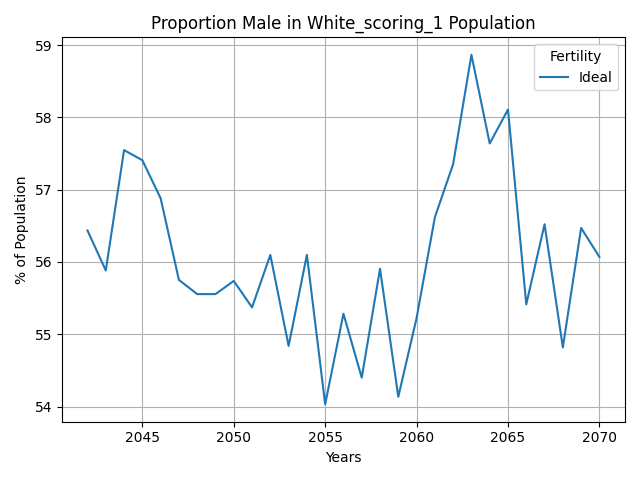 Proportion Male in White_scoring_1 Population
Fertility
Ideal
59
58
57
56
55
54
% of Population
2045 2050 2055 2060 2065 2070
Years